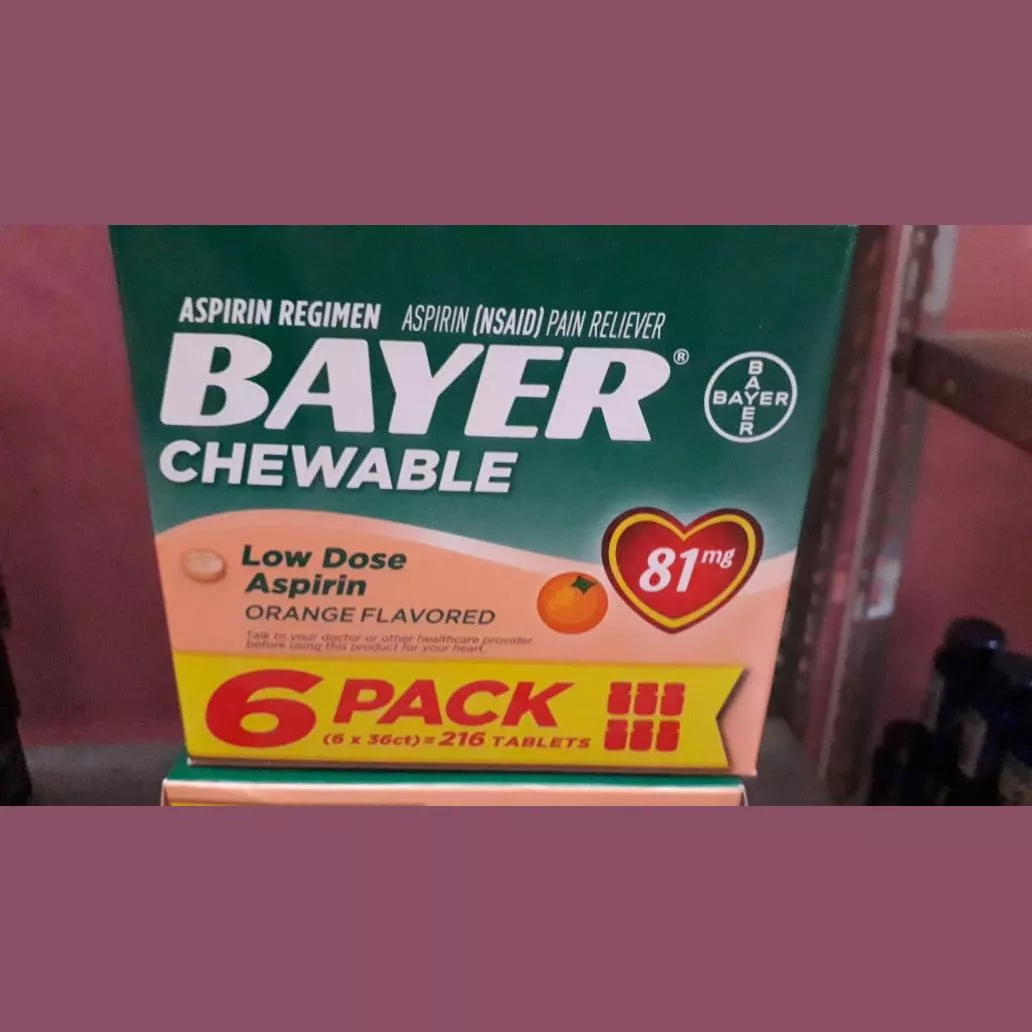 ASPIRIN REGIMEN ASPIRIN (NSAID) PAIN RELIEVER
BAYER®
BAYER
BAYER
CHEWABLE
Low Dose
Aspirin
ORANGE FLAVORED
Talk to your doctor or other healthcare provider
before using this product for your heart.
81mg
6 PACK
(6 x 36ct) = 216 TABLETS